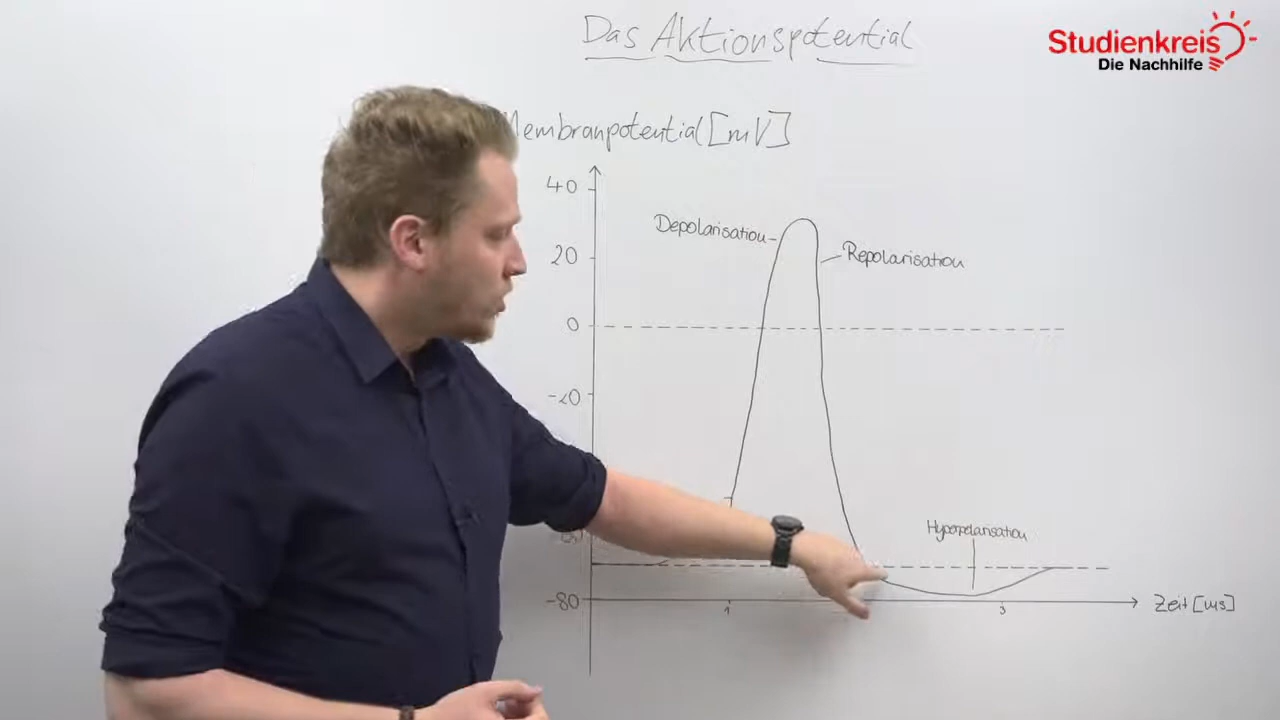 Das Aktionspotential
Studienkreis
Die Nachhilfe
Membranpotential [mV]
40
Depolarisation
Repolarisation
20
0
-20
Hyperpolarisation
-80
1
3
Zeit [ms]